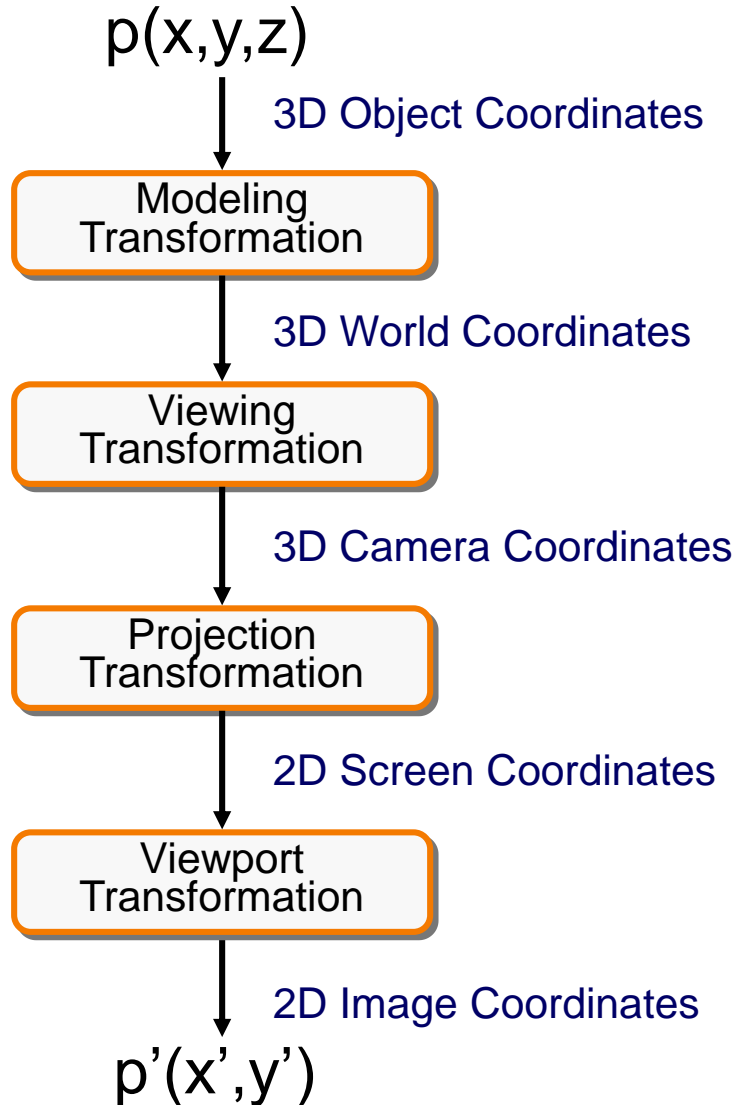 p(x,y,z)
3D Object Coordinates
Modeling
Transformation
3D World Coordinates
Viewing
Transformation
3D Camera Coordinates
Projection
Transformation
2D Screen Coordinates
Viewport
Transformation
2D Image Coordinates
p’(x’,y’)